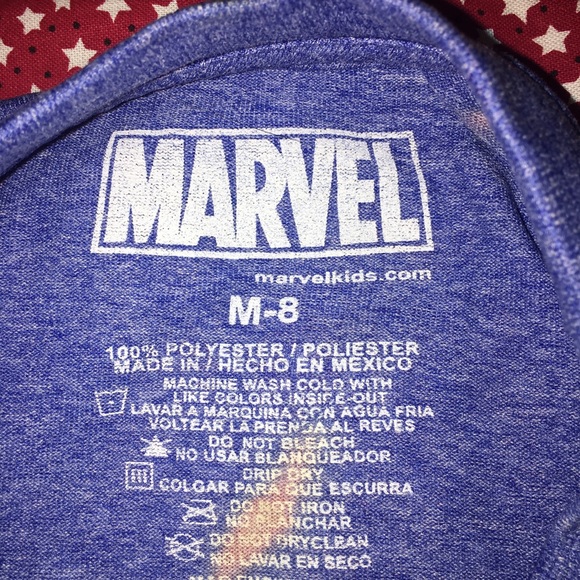 MARVEL
marvelkids.com
M-8
100% POLYESTER / POLIESTER
MADE IN / HECHO EN MEXICO
MACHINE WASH COLD WITH
LIKE COLORS INSIDE-OUT
LAVAR A MARQUINA CON AGUA FRIA
VOLTEAR LA PRENDA AL REVES
DO NOT BLEACH
NO USAR BLANQUEADOR
DRIP DRY
COLGAR PARA QUE ESCURRA
DO NOT IRON
NO PLANCHAR
DO NOT DRYCLEAN
NO LAVAR EN SECO